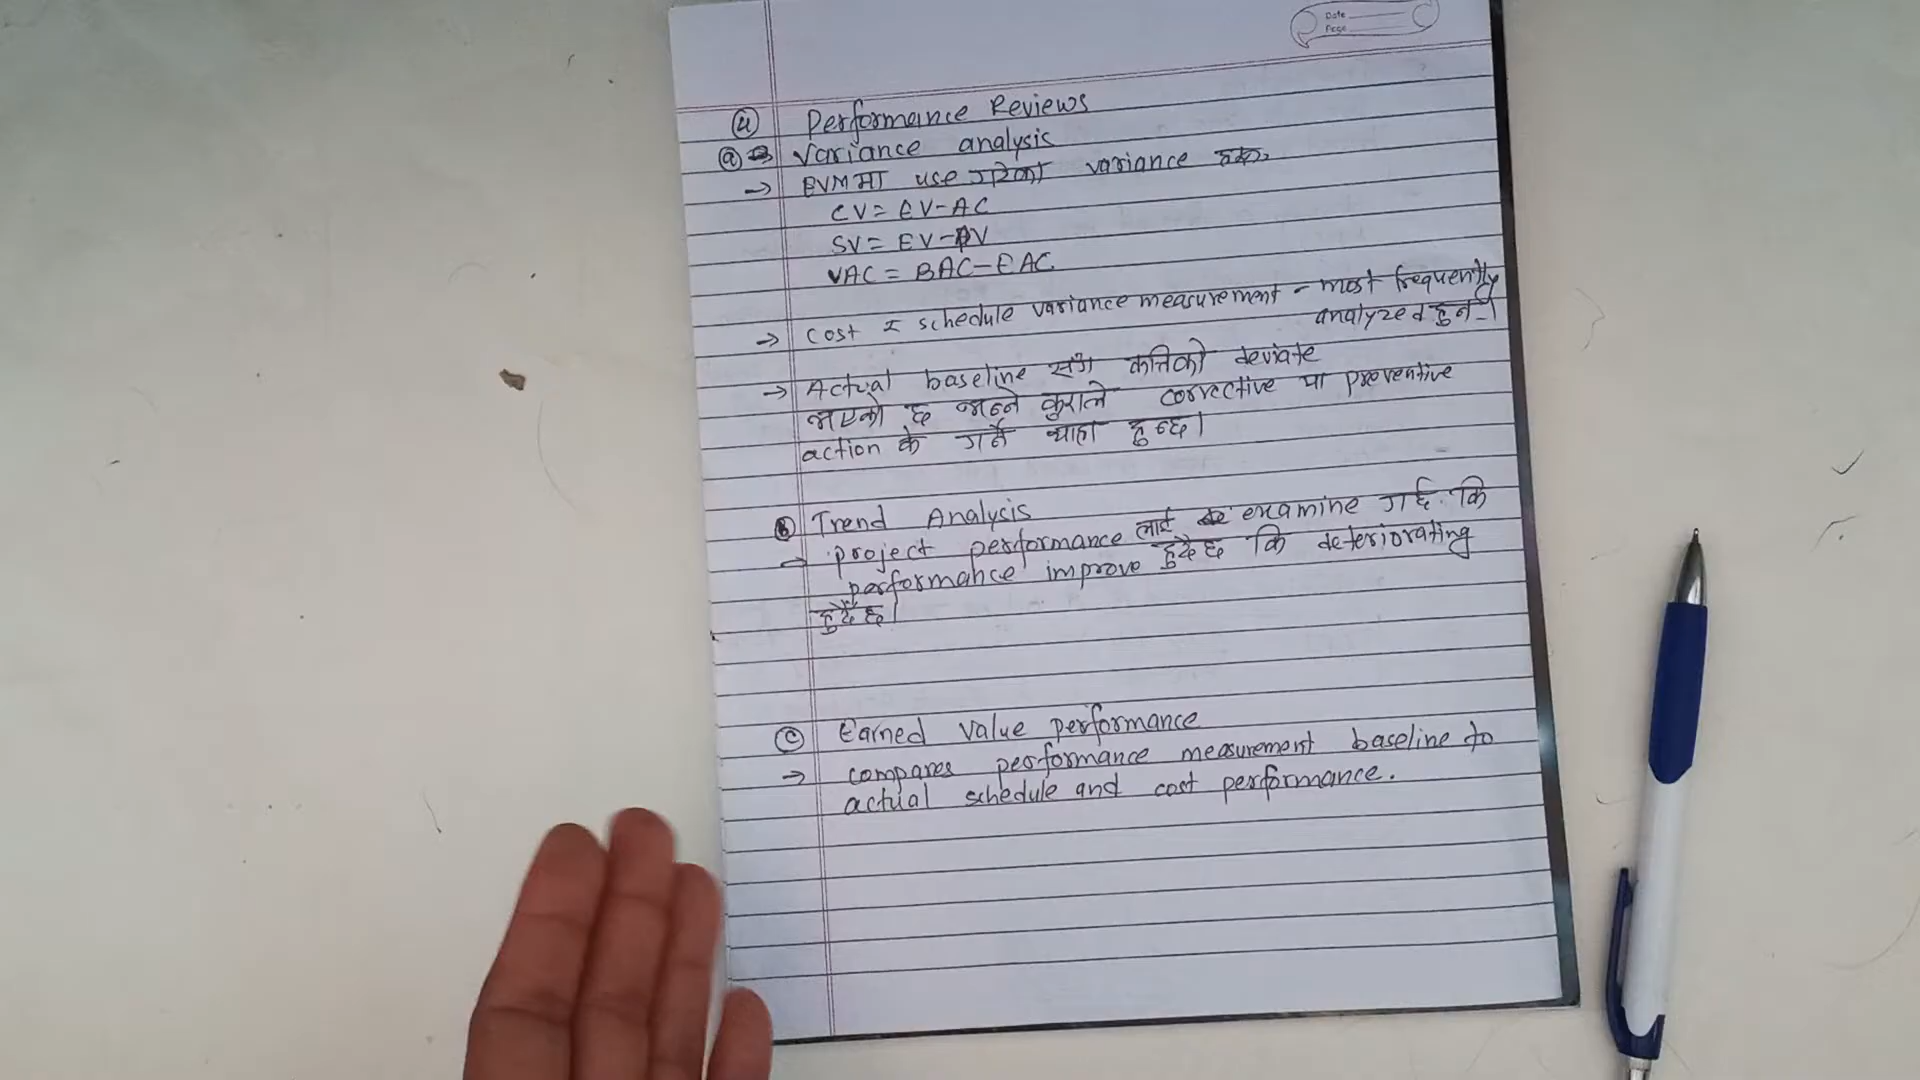 Date
Page
④ Performance Reviews
ⓐ Variance analysis
→ EVM मा use गरेका variance हरू
CV = EV-AC
SV = EV-PV
VAC = BAC-EAC
→ Cost र schedule variance measurement - most frequently
analyzed हुन् ।
→ Actual baseline सँग कत्तिको deviate
भएको छ भन्ने कुराले corrective या preventive
action के गर्ने थाहा हुन्छ।
ⓑ Trend Analysis
→ project performance लाई examine गर्छ कि
performance improve हुदैछ कि deteriorating
हुदैँछ।
ⓒ Earned Value performance
→ compares performance measurement baseline to
actual schedule and cost performance.